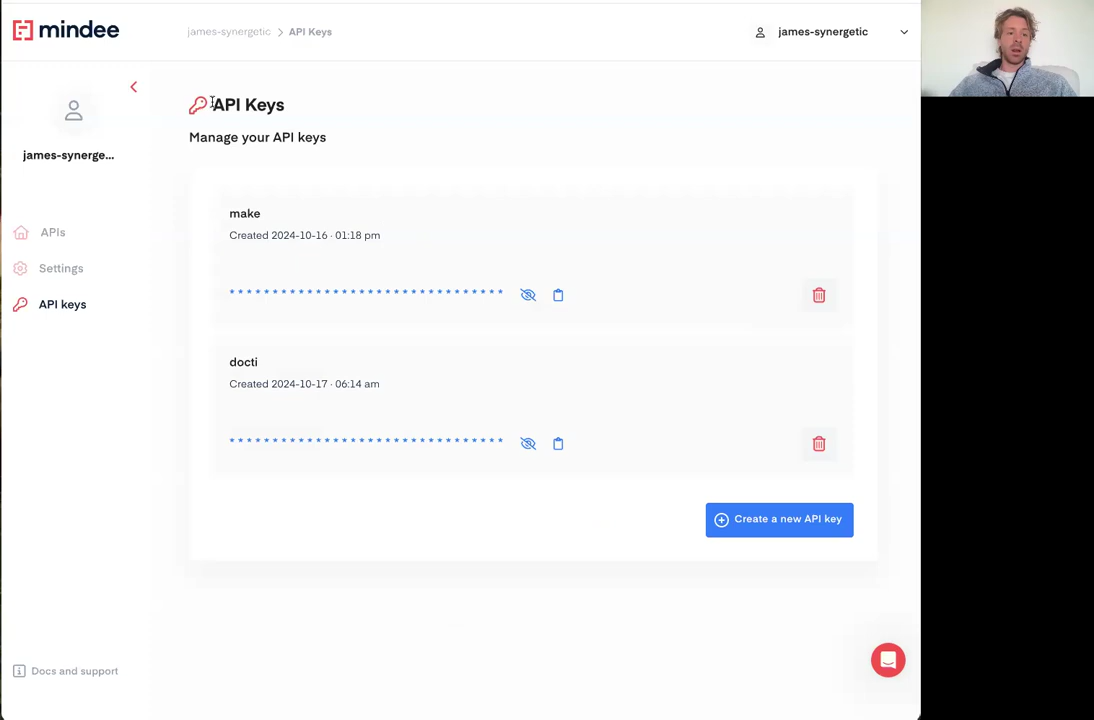 mindee
james-synergetic > API Keys
james-synergetic
james-synerge...
APIs
Settings
API keys
Docs and support
API Keys
Manage your API keys
make
Created 2024-10-16 · 01:18 pm
* * * * * * * * * * * * * * * * * * * * * * * * * * * * * * * *
docti
Created 2024-10-17 · 06:14 am
* * * * * * * * * * * * * * * * * * * * * * * * * * * * * * * *
Create a new API key